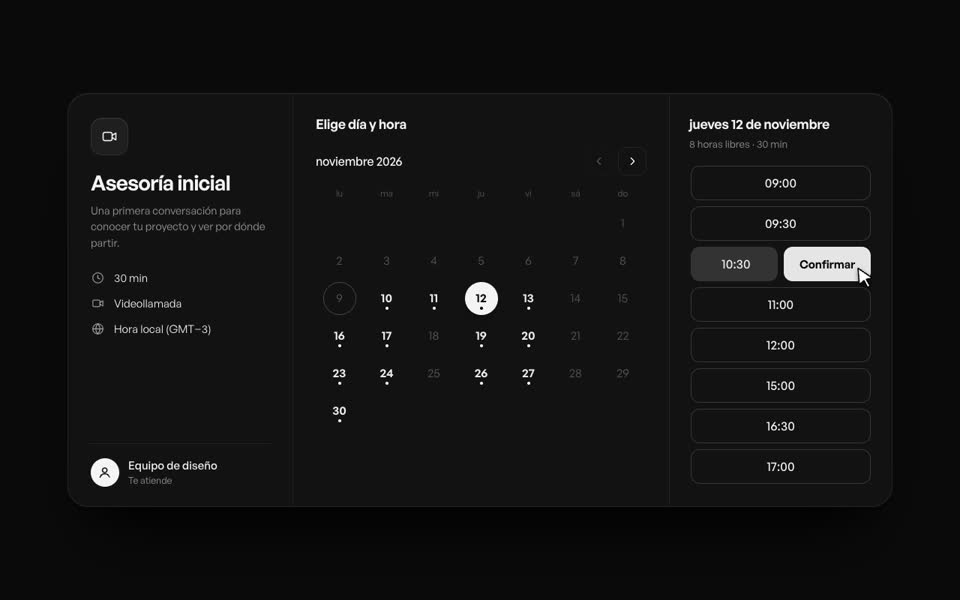 Asesoría inicial
Una primera conversación para
conocer tu proyecto y ver por dónde
partir.
30 min
Videollamada
Hora local (GMT−3)
Equipo de diseño
Te atiende
Elige día y hora
noviembre 2026
lu ma mi ju vi sá do
1
2 3 4 5 6 7 8
9 10 11 12 13 14 15
16 17 18 19 20 21 22
23 24 25 26 27 28 29
30
jueves 12 de noviembre
8 horas libres · 30 min
09:00
09:30
10:30 Confirmar
11:00
12:00
15:00
16:30
17:00